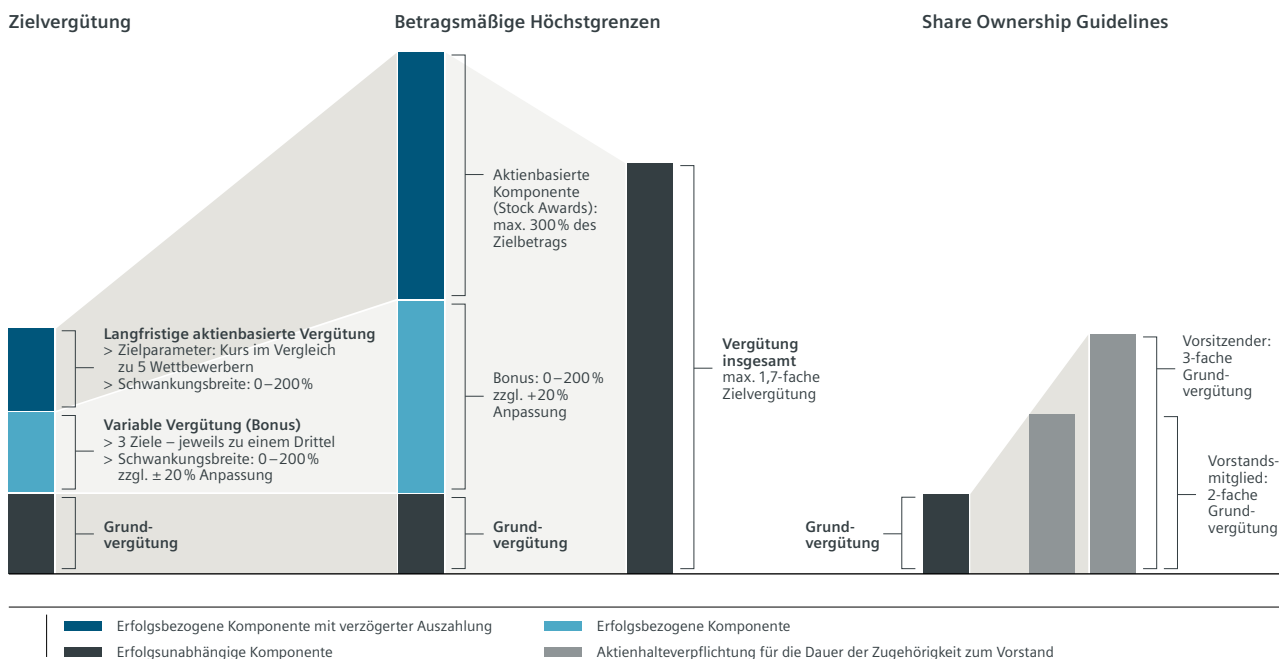 Zielvergütung
Betragsmäßige Höchstgrenzen
Share Ownership Guidelines
Langfristige aktienbasierte Vergütung
> Zielparameter: Kurs im Vergleich
zu 5 Wettbewerbern
> Schwankungsbreite: 0–200%
Variable Vergütung (Bonus)
> 3 Ziele – jeweils zu einem Drittel
> Schwankungsbreite: 0–200%
zzgl. ± 20% Anpassung
Grund-
vergütung
Aktienbasierte
Komponente
(Stock Awards):
max. 300% des
Zielbetrags
Bonus: 0–200%
zzgl. +20%
Anpassung
Grund-
vergütung
Vergütung
insgesamt
max. 1,7-fache
Zielvergütung
Grund-
vergütung
Vorsitzender:
3-fache
Grund-
vergütung
Vorstands-
mitglied:
2-fache
Grund-
vergütung
Erfolgsbezogene Komponente mit verzögerter Auszahlung
Erfolgsbezogene Komponente
Erfolgsunabhängige Komponente
Aktienhalteverpflichtung für die Dauer der Zugehörigkeit zum Vorstand